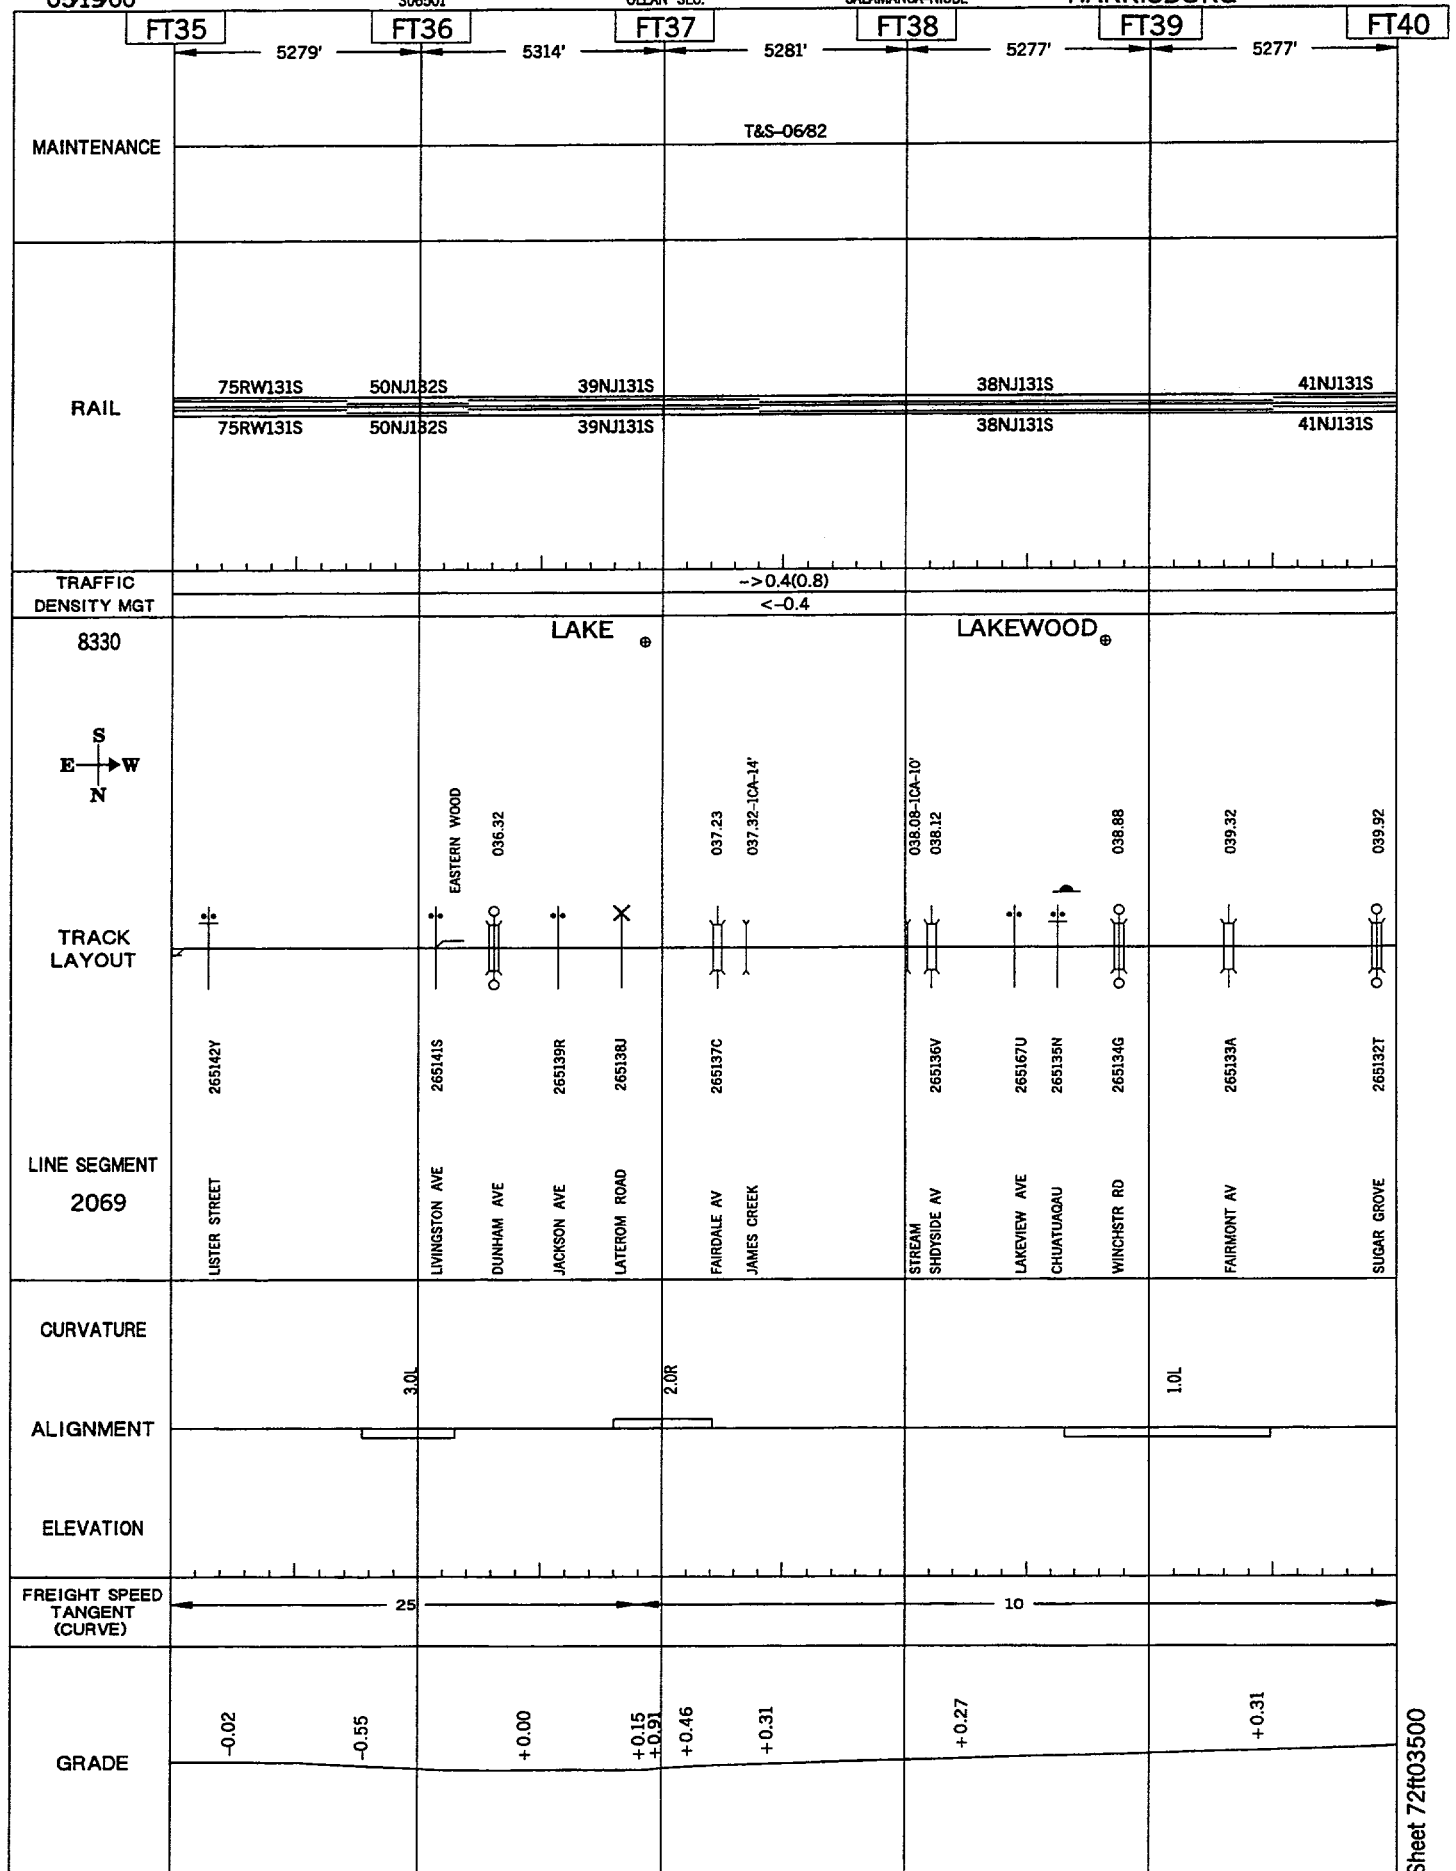 FT35 FT36 FT37 FT38 FT39 FT40
5279' 5314' 5281' 5277' 5277'
MAINTENANCE
T&S-06/82
RAIL
75RW131S 50NJ132S 39NJ131S 38NJ131S 41NJ131S
75RW131S 50NJ132S 39NJ131S 38NJ131S 41NJ131S
TRAFFIC
DENSITY MGT
->0.4(0.8)
<-0.4
8330
LAKE
LAKEWOOD
S
E W
N
EASTERN WOOD
036.32
037.23
037.32-1CA-14'
038.08-1CA-10'
038.12
038.88
039.32
039.92
TRACK
LAYOUT
265142Y
265141S
265139R
265138J
265137C
265136V
265167U
265135N
265134G
265133A
265132T
LINE SEGMENT
2069
LISTER STREET
LIVINGSTON AVE
DUNHAM AVE
JACKSON AVE
LATEROM ROAD
FAIRDALE AV
JAMES CREEK
STREAM
SHDYSIDE AV
LAKEVIEW AVE
CHUATUAQAU
WINCHSTR RD
FAIRMONT AV
SUGAR GROVE
CURVATURE
3.0L
2.0R
1.0L
ALIGNMENT
ELEVATION
FREIGHT SPEED
TANGENT
(CURVE)
25
10
GRADE
-0.02
-0.55
+0.00
+0.15
+0.91
+0.46
+0.31
+0.27
+0.31
Sheet 72ft03500